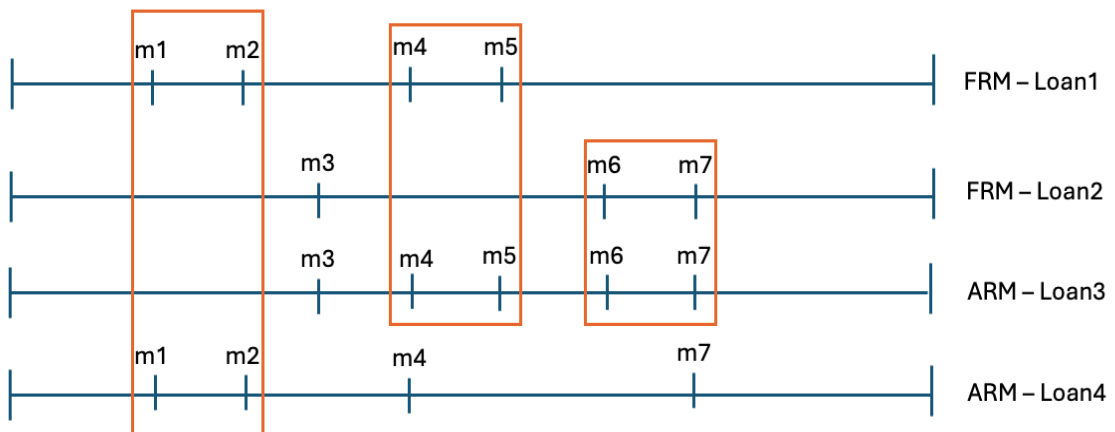 m1 m2 m4 m5
FRM – Loan1
m3 m6 m7
FRM – Loan2
m3 m4 m5 m6 m7
ARM – Loan3
m1 m2 m4 m7
ARM – Loan4